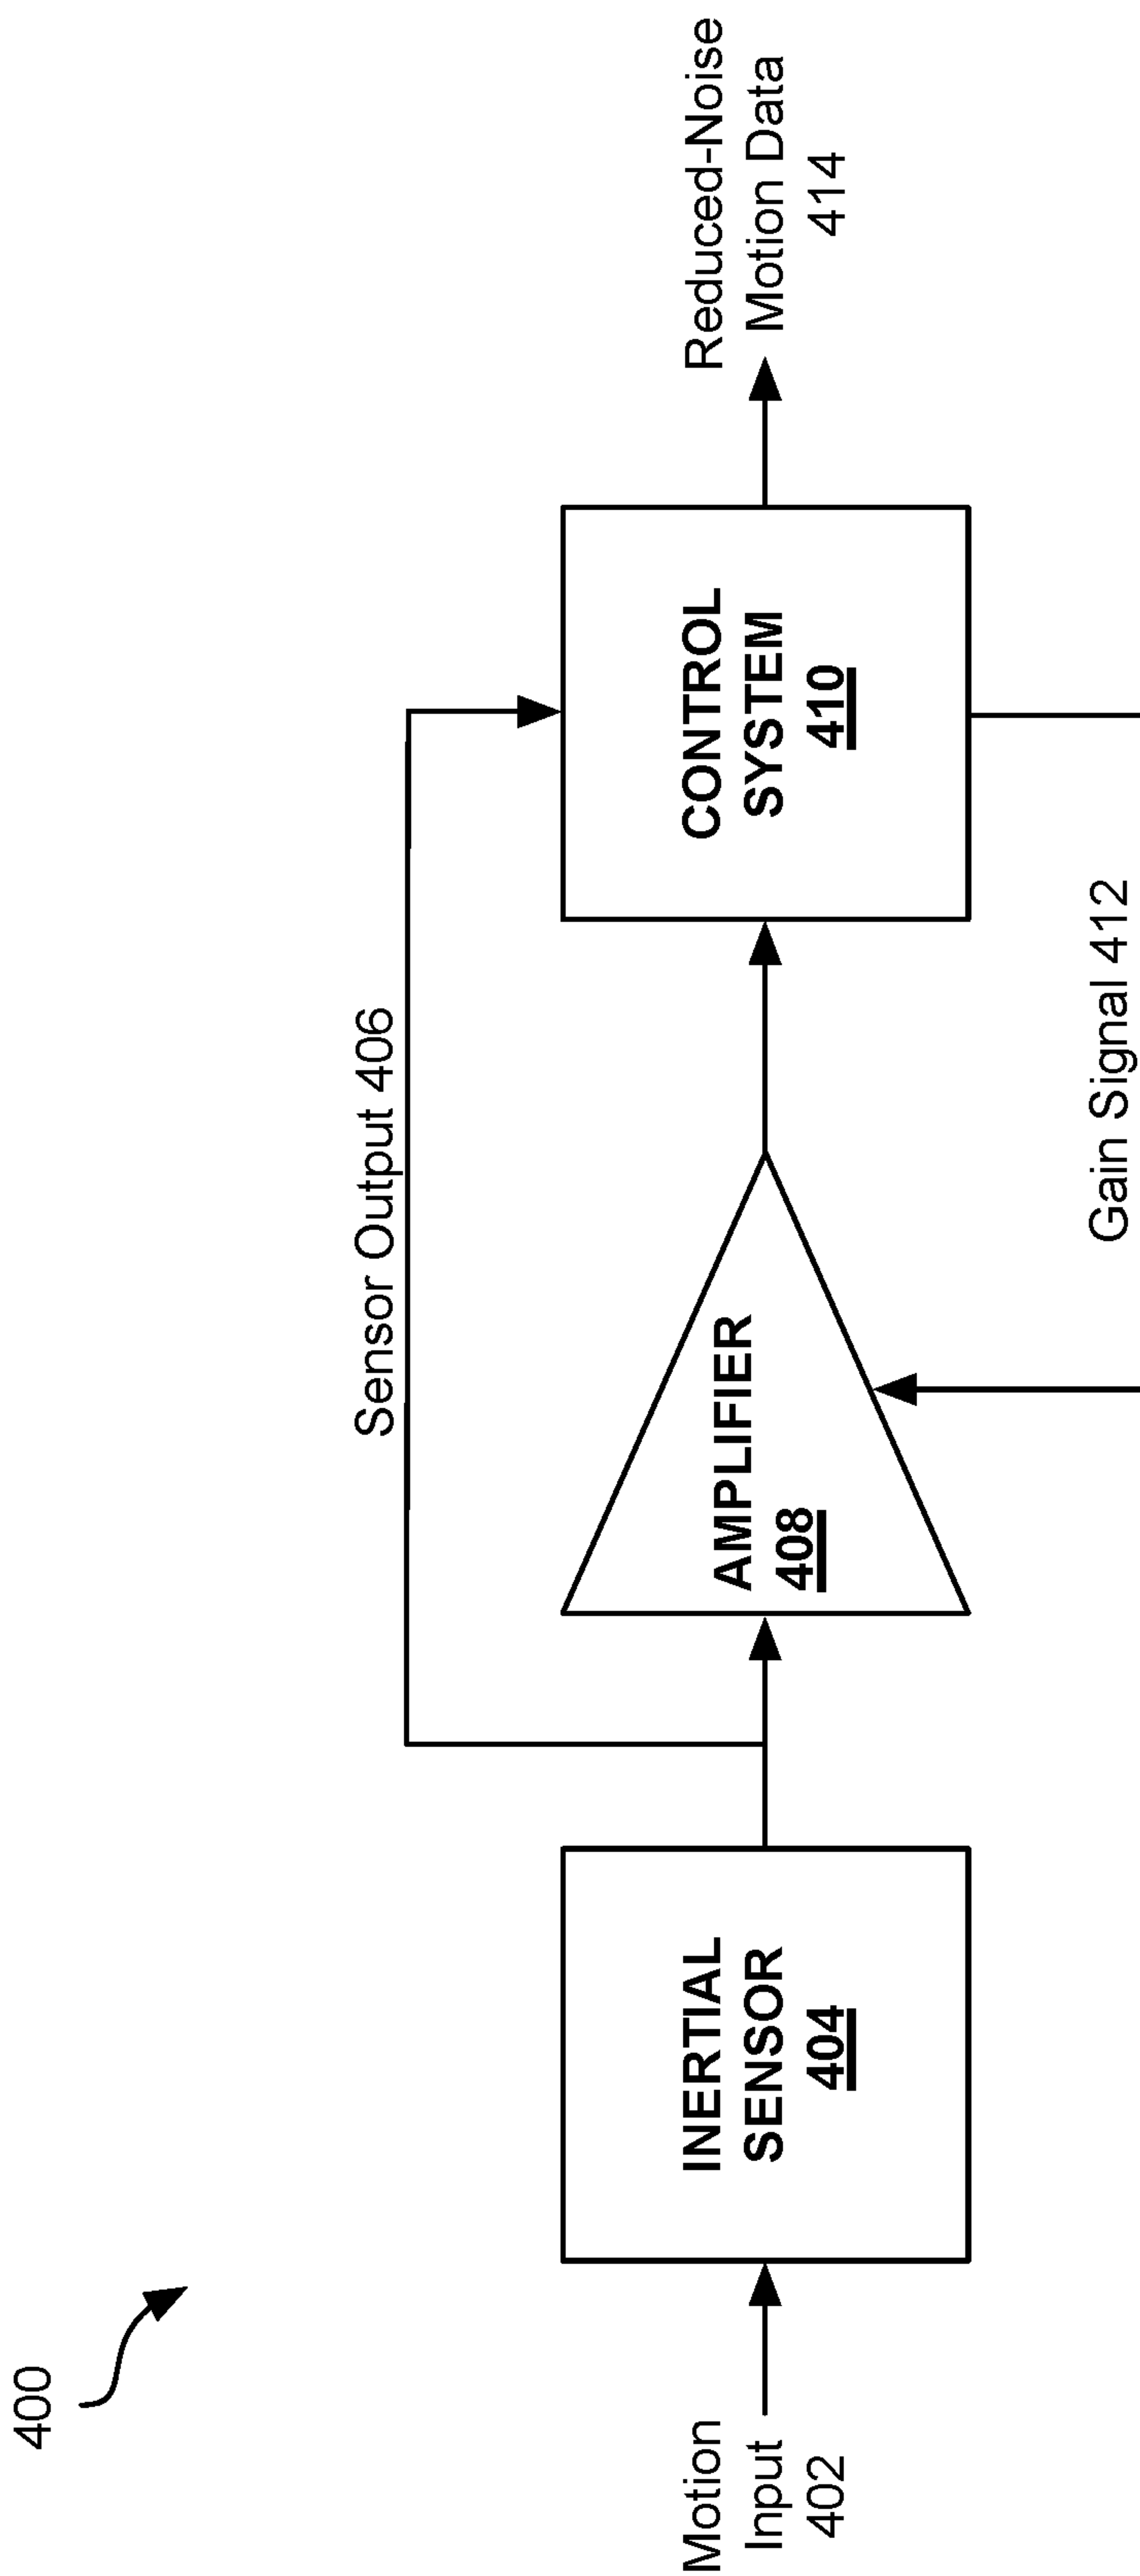 400
Sensor Output 406
Motion
Input
402
INERTIAL
SENSOR
404
AMPLIFIER
408
CONTROL
SYSTEM
410
Reduced-Noise
Motion Data
414
Gain Signal 412